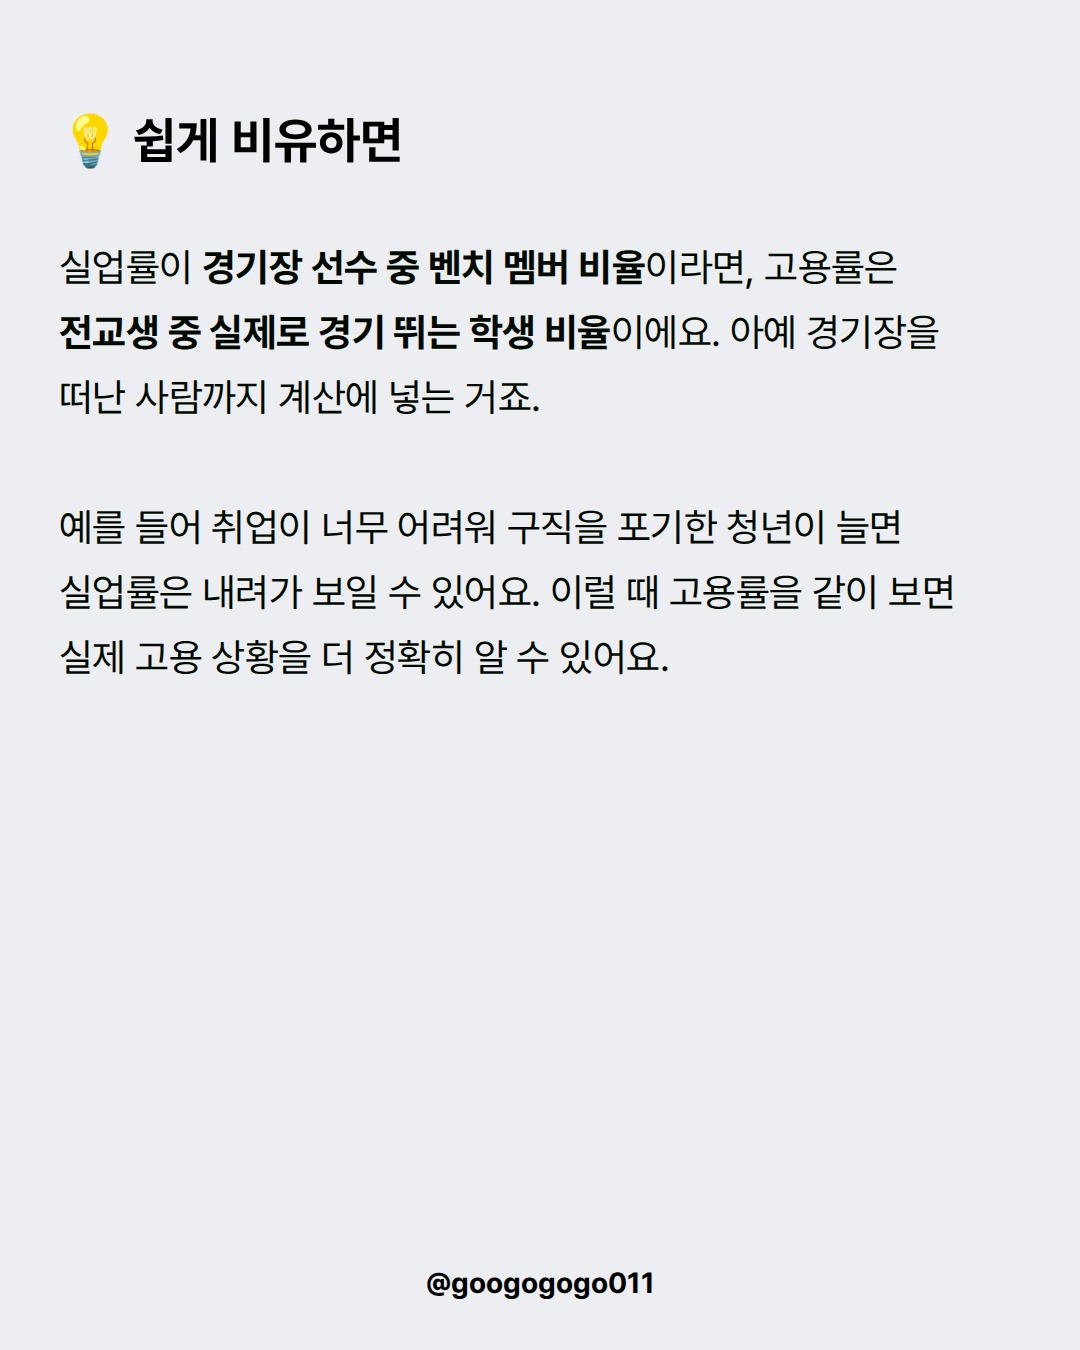 💡 쉽게 비유하면
실업률이 경기장 선수 중 벤치 멤버 비율이라면, 고용률은
전교생 중 실제로 경기 뛰는 학생 비율이에요. 아예 경기장을
떠난 사람까지 계산에 넣는 거죠.
예를 들어 취업이 너무 어려워 구직을 포기한 청년이 늘면
실업률은 내려가 보일 수 있어요. 이럴 때 고용률을 같이 보면
실제 고용 상황을 더 정확히 알 수 있어요.
@googogogo011